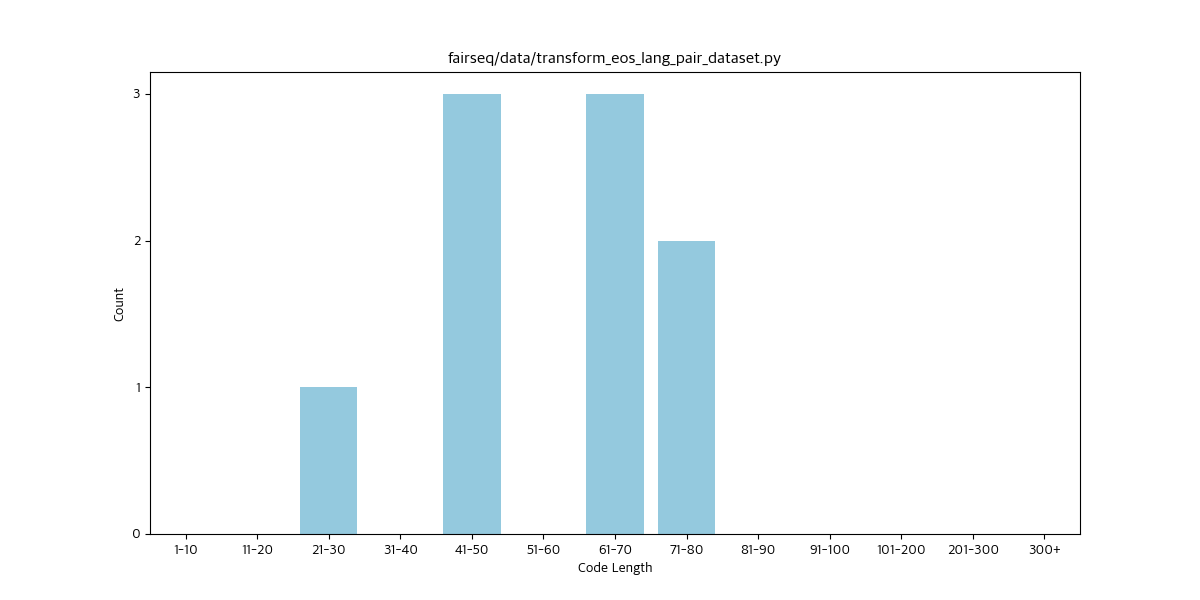 fairseq/data/transform_eos_lang_pair_dataset.py
3
2
1
0
Count
1-10 11-20 21-30 31-40 41-50 51-60 61-70 71-80 81-90 91-100 101-200 201-300 300+
Code Length